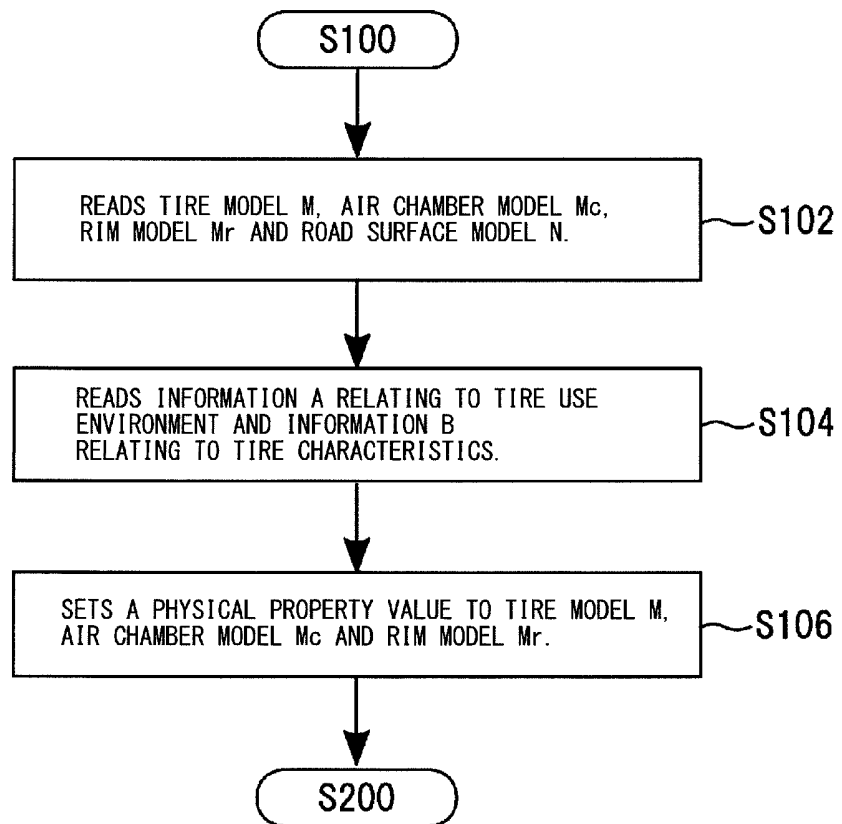 S100
READS TIRE MODEL M, AIR CHAMBER MODEL Mc,
RIM MODEL Mr AND ROAD SURFACE MODEL N.
S102
READS INFORMATION A RELATING TO TIRE USE
ENVIRONMENT AND INFORMATION B
RELATING TO TIRE CHARACTERISTICS.
S104
SETS A PHYSICAL PROPERTY VALUE TO TIRE MODEL M,
AIR CHAMBER MODEL Mc AND RIM MODEL Mr.
S106
S200